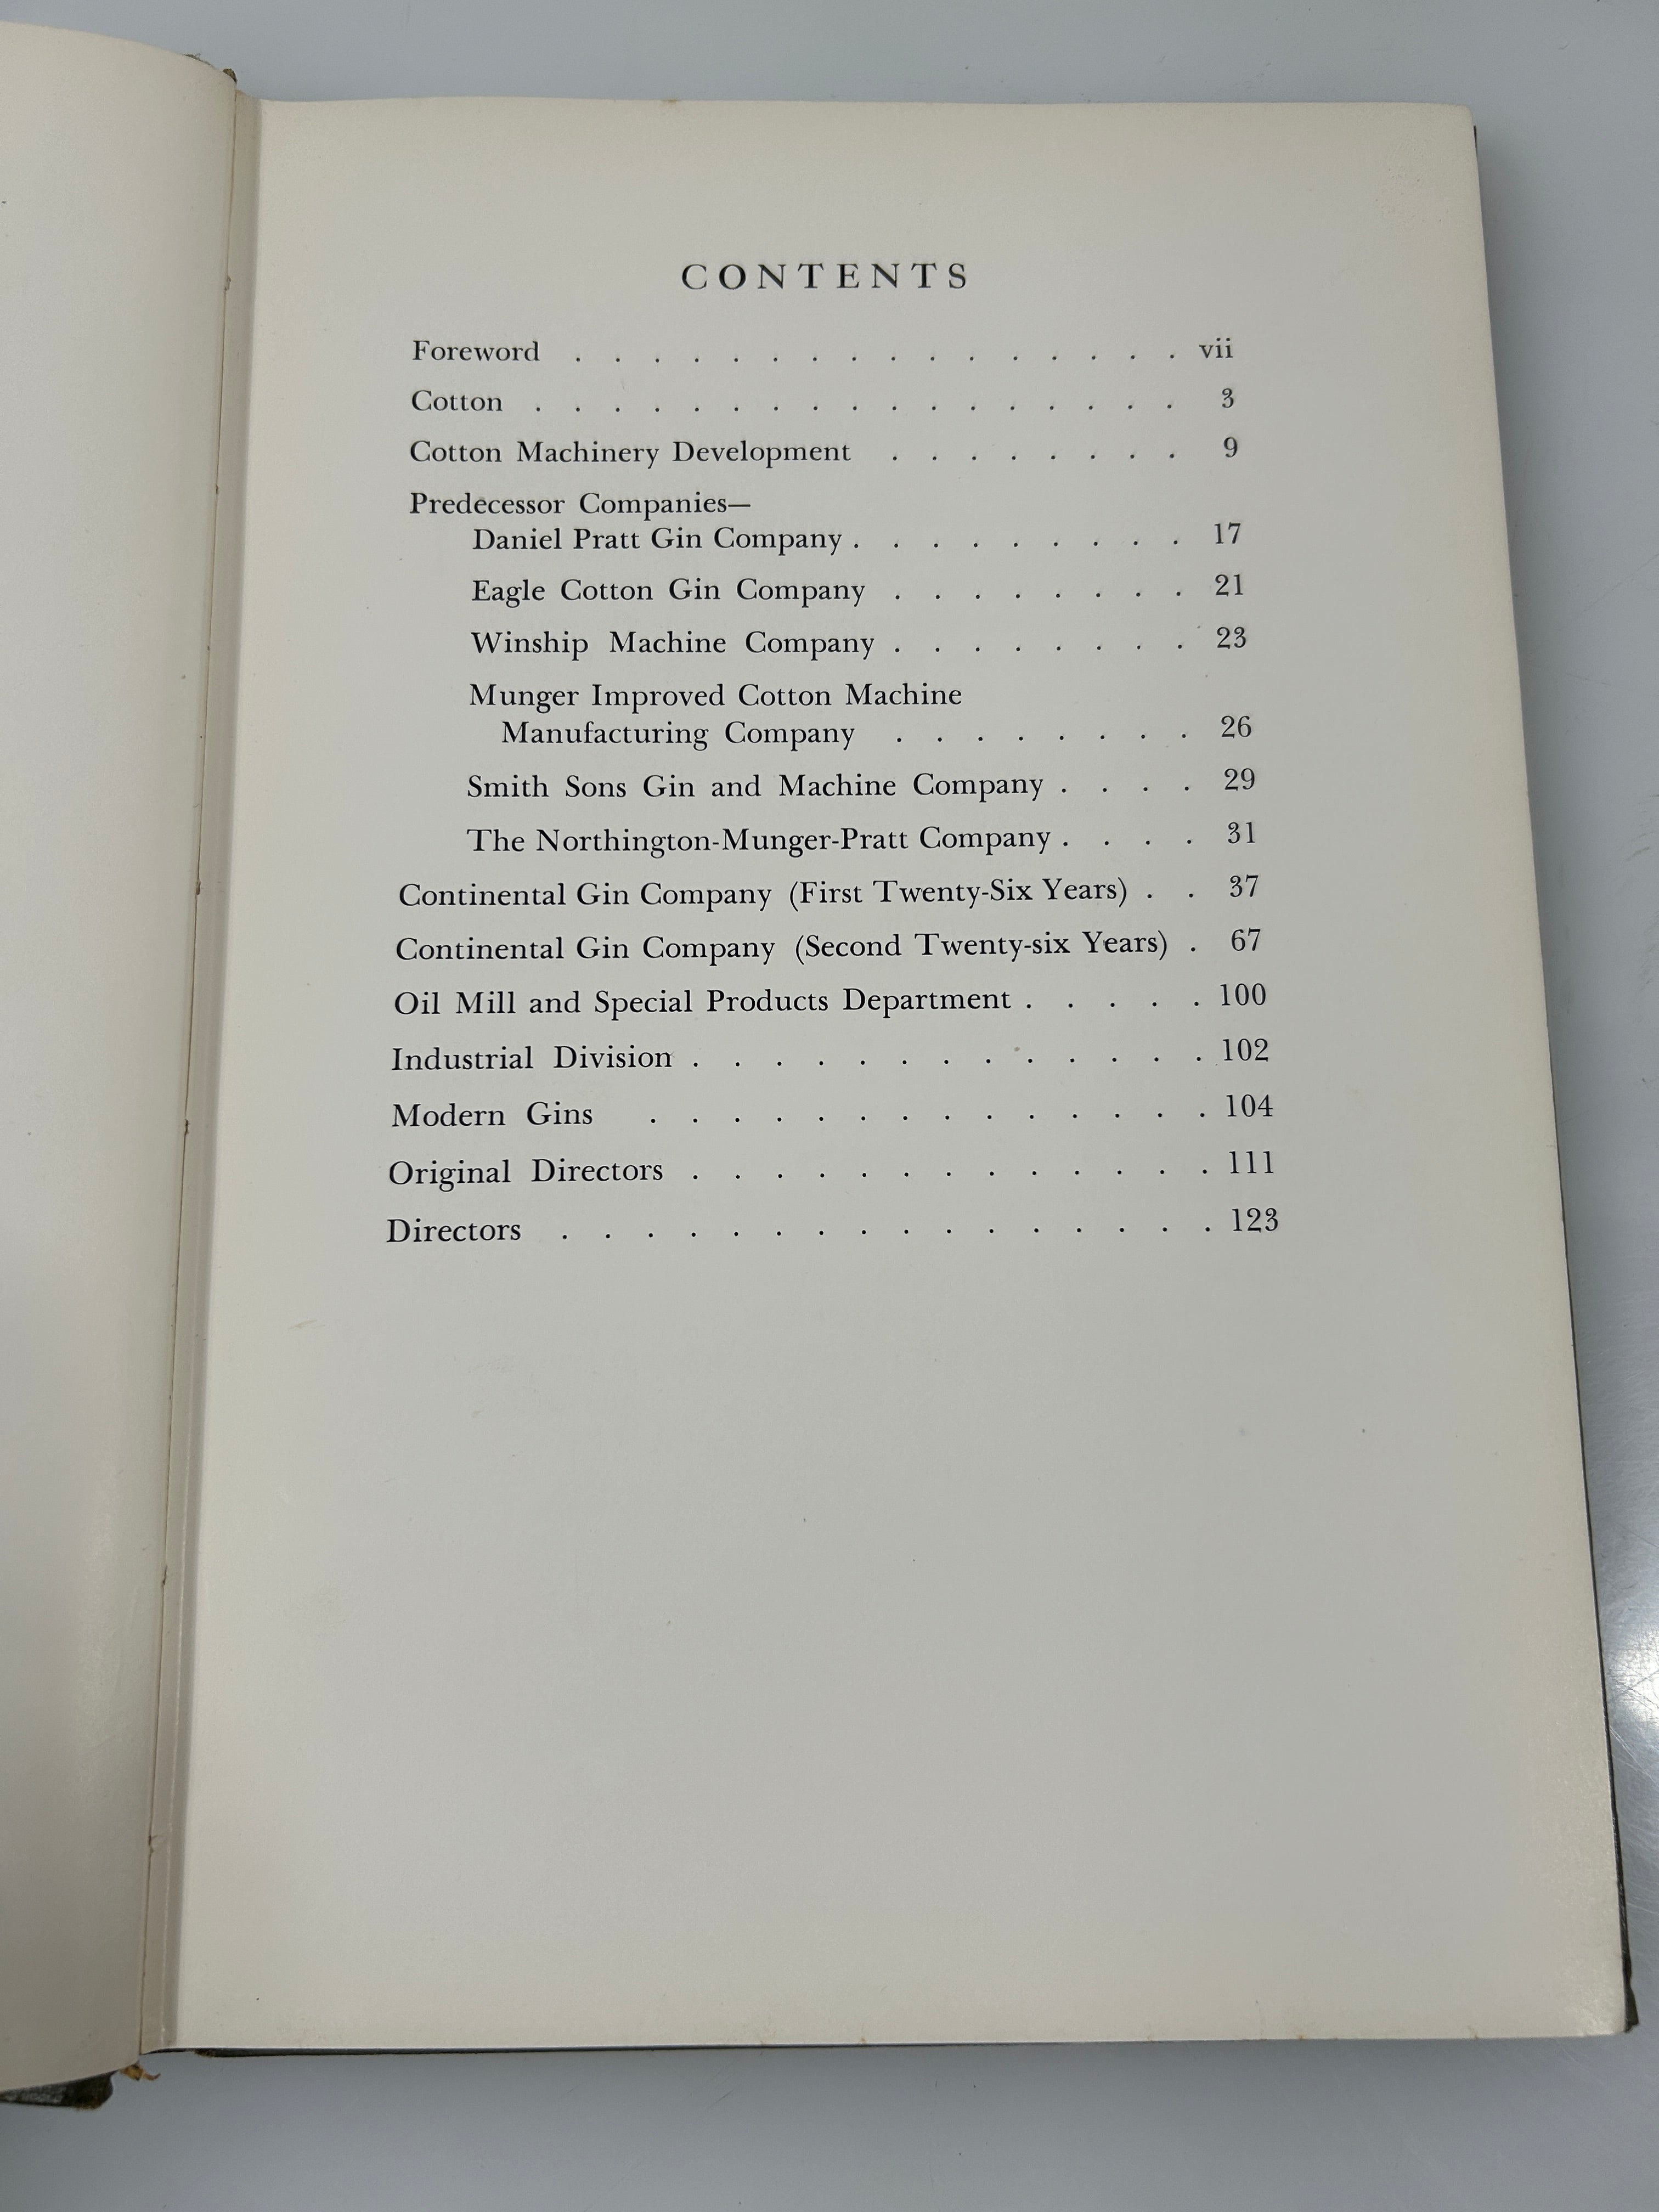 CONTENTS
Foreword . . . . . . . . . . . . . . . . vii
Cotton . . . . . . . . . . . . . . . . . 3
Cotton Machinery Development . . . . . . . . 9
Predecessor Companies—
Daniel Pratt Gin Company . . . . . . . . . 17
Eagle Cotton Gin Company . . . . . . . . 21
Winship Machine Company . . . . . . . . 23
Munger Improved Cotton Machine
Manufacturing Company . . . . . . . . 26
Smith Sons Gin and Machine Company . . . . 29
The Northington-Munger-Pratt Company . . . . 31
Continental Gin Company (First Twenty-Six Years) . . 37
Continental Gin Company (Second Twenty-six Years) . 67
Oil Mill and Special Products Department . . . . . 100
Industrial Division . . . . . . . . . . . . . 102
Modern Gins . . . . . . . . . . . . . . 104
Original Directors . . . . . . . . . . . . . 111
Directors . . . . . . . . . . . . . . . . 123